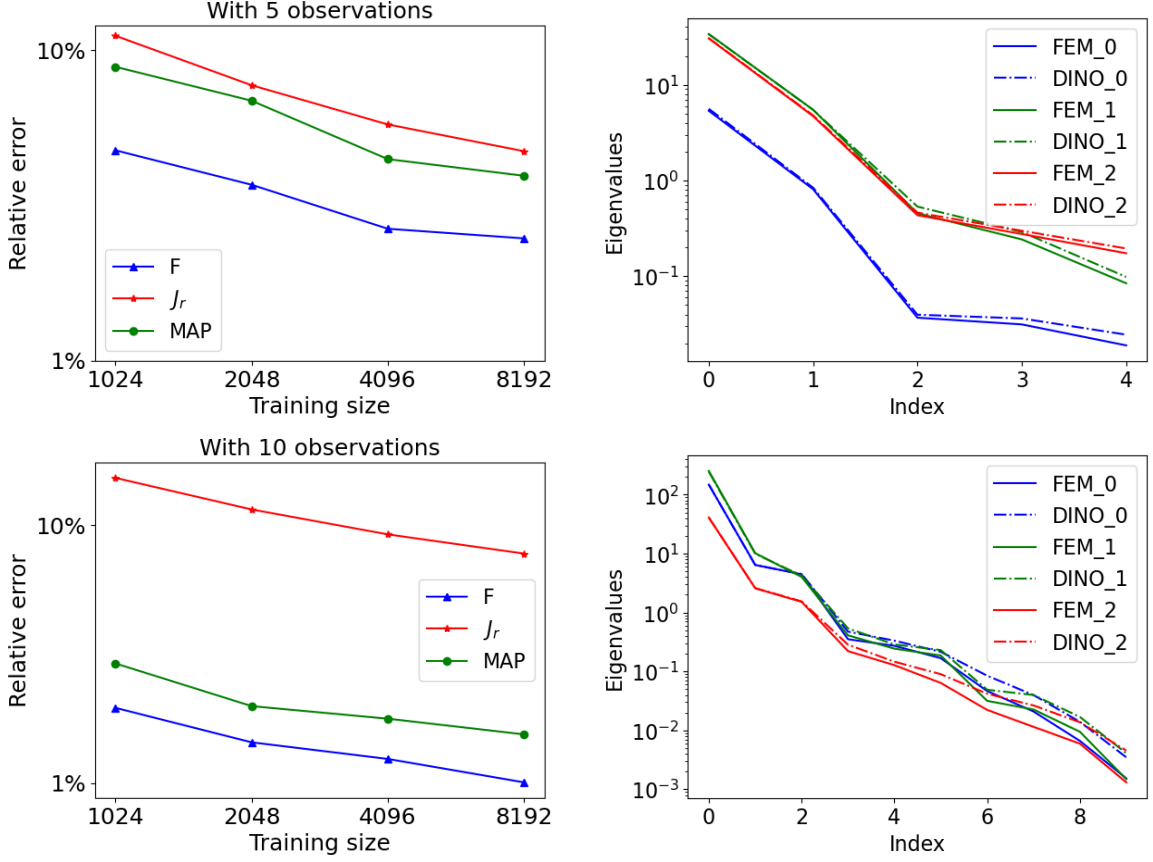 With 5 observations
Relative error
10%
1%
F
J_r
MAP
1024 2048 4096 8192
Training size
Eigenvalues
10^1
10^0
10^-1
FEM_0
DINO_0
FEM_1
DINO_1
FEM_2
DINO_2
0 1 2 3 4
Index
With 10 observations
Relative error
10%
1%
F
J_r
MAP
1024 2048 4096 8192
Training size
Eigenvalues
10^2
10^1
10^0
10^-1
10^-2
10^-3
FEM_0
DINO_0
FEM_1
DINO_1
FEM_2
DINO_2
0 2 4 6 8
Index